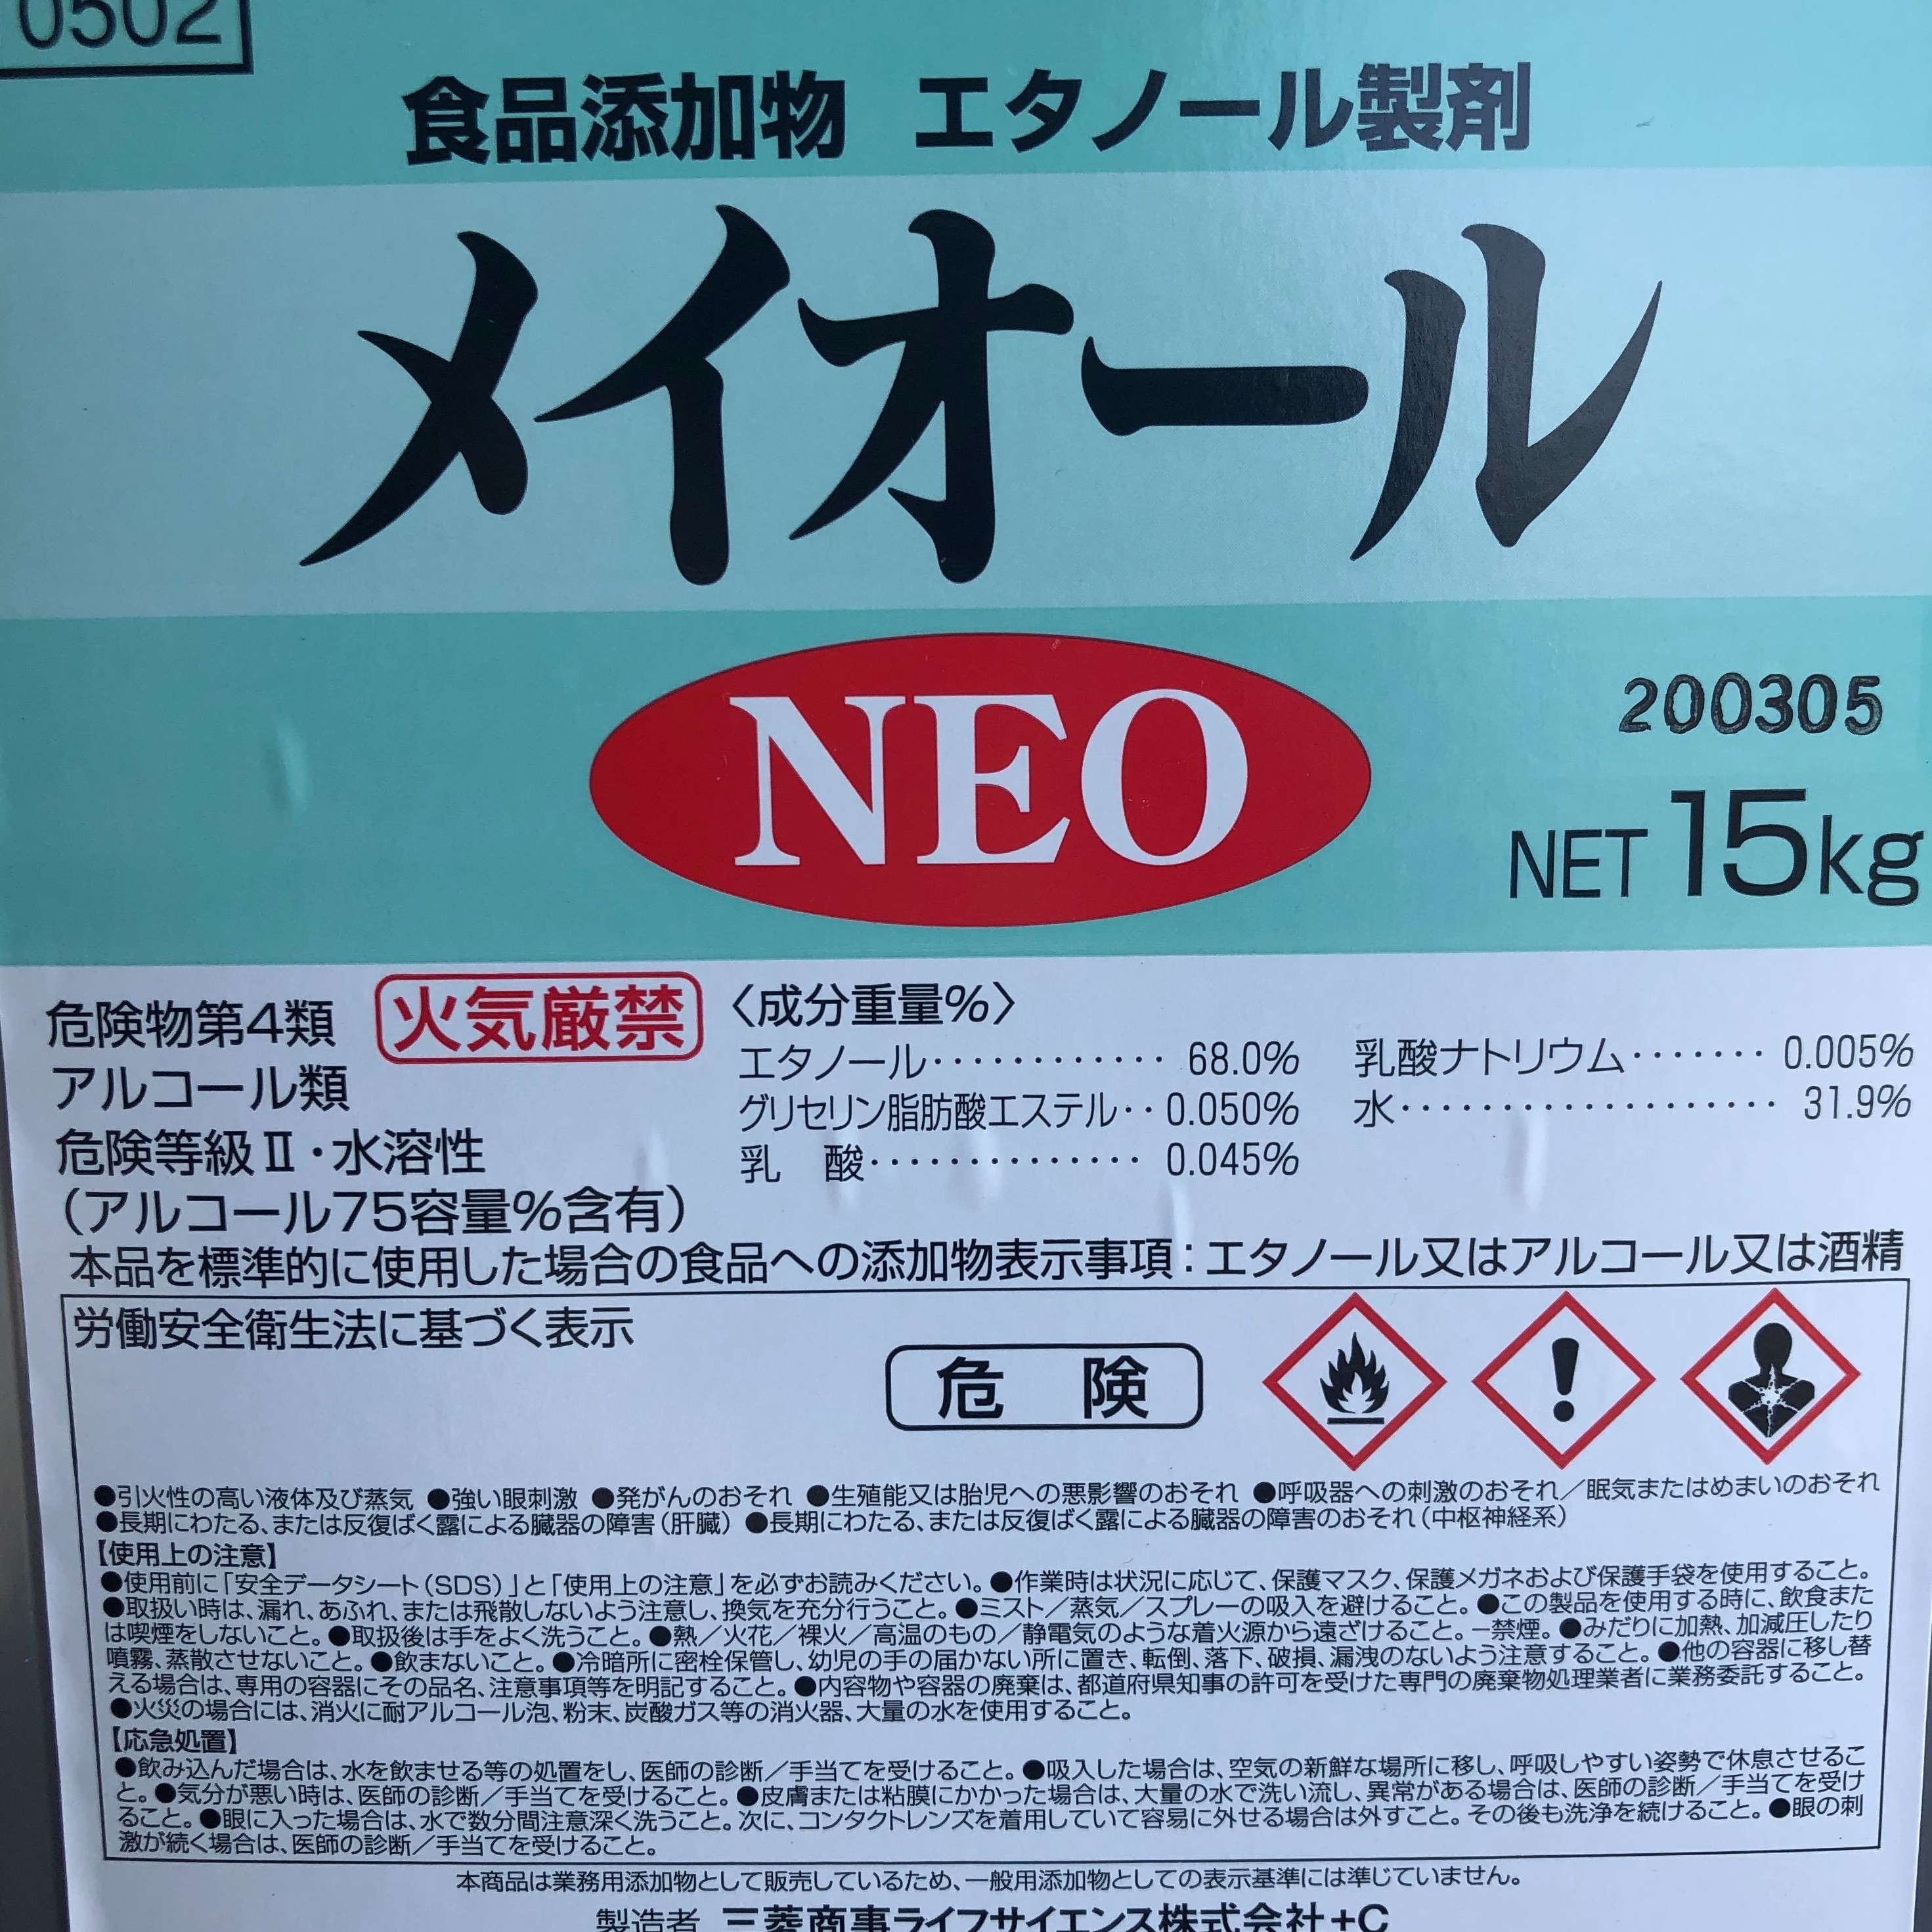 0502
食品添加物 エタノール製剤
メイオール
NEO
200305
NET 15kg
危険物第4類 火気厳禁
アルコール類
危険等級Ⅱ・水溶性
(アルコール75容量%含有)
〈成分重量%〉
エタノール············ 68.0%
グリセリン脂肪酸エステル·· 0.050%
乳 酸·············· 0.045%
乳酸ナトリウム······· 0.005%
水··················· 31.9%
本品を標準的に使用した場合の食品への添加物表示事項:エタノール又はアルコール又は酒精
労働安全衛生法に基づく表示
危 険
●引火性の高い液体及び蒸気 ●強い眼刺激 ●発がんのおそれ ●生殖能又は胎児への悪影響のおそれ ●呼吸器への刺激のおそれ/眠気またはめまいのおそれ
●長期にわたる、または反復ばく露による臓器の障害(肝臓) ●長期にわたる、または反復ばく露による臓器の障害のおそれ(中枢神経系)
【使用上の注意】
●使用前に「安全データシート(SDS)」と「使用上の注意」を必ずお読みください。●作業時は状況に応じて、保護マスク、保護メガネおよび保護手袋を使用すること。
●取扱い時は、漏れ、あふれ、または飛散しないよう注意し、換気を充分行うこと。●ミスト/蒸気/スプレーの吸入を避けること。●この製品を使用する時に、飲食また
は喫煙をしないこと。●取扱後は手をよく洗うこと。●熱/火花/裸火/高温のもの/静電気のような着火源から遠ざけること。−禁煙。●みだりに加熱、加減圧したり
噴霧、蒸散させないこと。●飲まないこと。●冷暗所に密栓保管し、幼児の手の届かない所に置き、転倒、落下、破損、漏洩のないよう注意すること。●他の容器に移し替
える場合は、専用の容器にその品名、注意事項等を明記すること。●内容物や容器の廃棄は、都道府県知事の許可を受けた専門の廃棄物処理業者に業務委託すること。
●火災の場合には、消火に耐アルコール泡、粉末、炭酸ガス等の消火器、大量の水を使用すること。
【応急処置】
●飲み込んだ場合は、水を飲ませる等の処置をし、医師の診断/手当てを受けること。●吸入した場合は、空気の新鮮な場所に移し、呼吸しやすい姿勢で休息させるこ
と。●気分が悪い時は、医師の診断/手当てを受けること。●皮膚または粘膜にかかった場合は、大量の水で洗い流し、異常がある場合は、医師の診断/手当てを受け
ること。●眼に入った場合は、水で数分間注意深く洗うこと。次に、コンタクトレンズを着用していて容易に外せる場合は外すこと。その後も洗浄を続けること。●眼の刺
激が続く場合は、医師の診断/手当てを受けること。
本商品は業務用添加物として販売しているため、一般用添加物としての表示基準には準じていません。
製造者 三菱商事ライフサイエンス株式会社+C